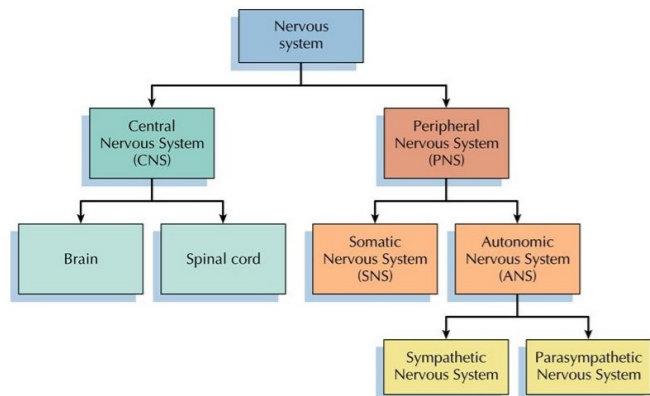 Nervous
system
Central
Nervous System
(CNS)
Peripheral
Nervous System
(PNS)
Brain
Spinal cord
Somatic
Nervous System
(SNS)
Autonomic
Nervous System
(ANS)
Sympathetic
Nervous System
Parasympathetic
Nervous System